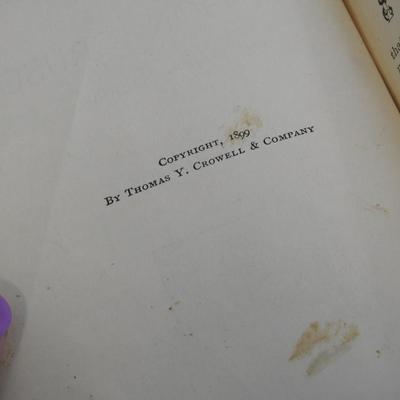 Copyright, 1899
By Thomas Y. Crowell & Company